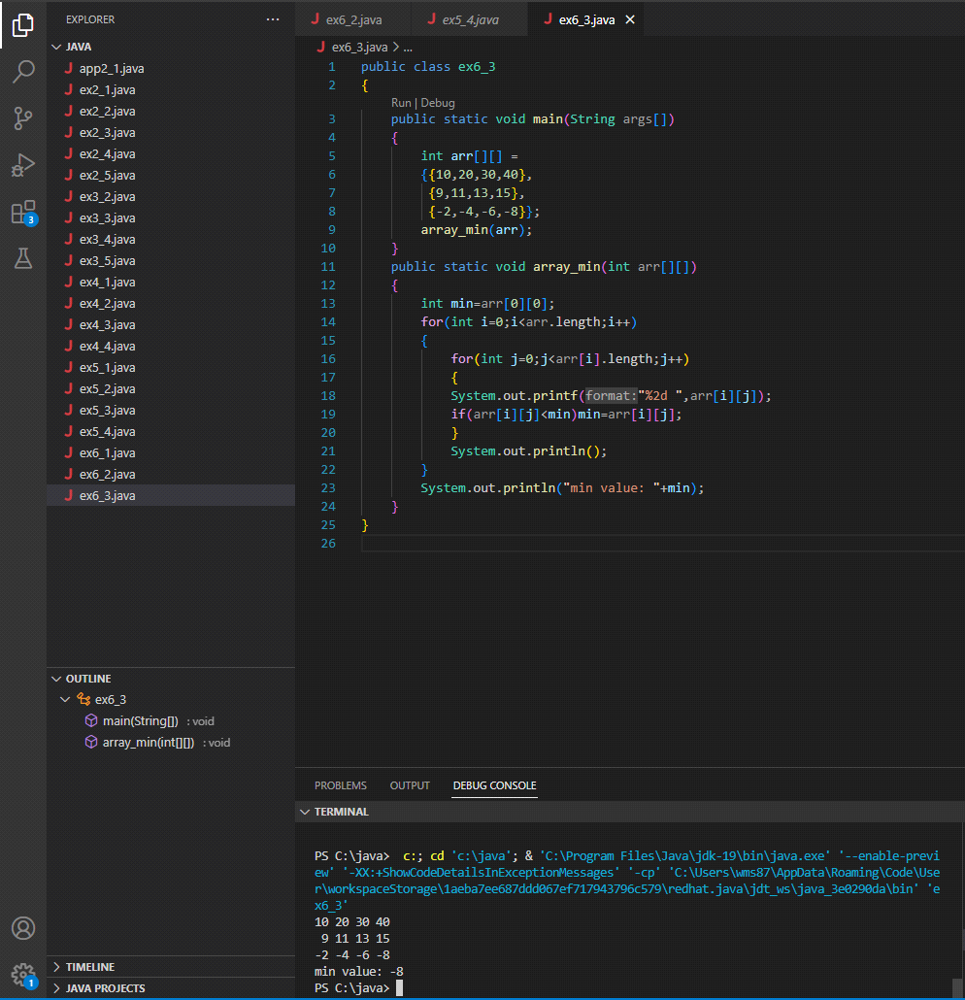 EXPLORER ···
JAVA
J app2_1.java
J ex2_1.java
J ex2_2.java
J ex2_3.java
J ex2_4.java
J ex2_5.java
J ex3_2.java
J ex3_3.java
J ex3_4.java
J ex3_5.java
J ex4_1.java
J ex4_2.java
J ex4_3.java
J ex4_4.java
J ex5_1.java
J ex5_2.java
J ex5_3.java
J ex5_4.java
J ex6_1.java
J ex6_2.java
J ex6_3.java
3
OUTLINE
ex6_3
main(String[]) : void
array_min(int[][]) : void
TIMELINE
JAVA PROJECTS
1
J ex6_2.java J ex5_4.java J ex6_3.java ×
J ex6_3.java > ...
1 public class ex6_3
2 {
Run | Debug
3 public static void main(String args[])
4 {
5 int arr[][] =
6 {{10,20,30,40},
7 {9,11,13,15},
8 {-2,-4,-6,-8}};
9 array_min(arr);
10 }
11 public static void array_min(int arr[][])
12 {
13 int min=arr[0][0];
14 for(int i=0;i<arr.length;i++)
15 {
16 for(int j=0;j<arr[i].length;j++)
17 {
18 System.out.printf(format:"%2d ",arr[i][j]);
19 if(arr[i][j]<min)min=arr[i][j];
20 }
21 System.out.println();
22 }
23 System.out.println("min value: "+min);
24 }
25 }
26
PROBLEMS OUTPUT DEBUG CONSOLE
TERMINAL
PS C:\java>  c:; cd 'c:\java'; & 'C:\Program Files\Java\jdk-19\bin\java.exe' '--enable-previ
ew' '-XX:+ShowCodeDetailsInExceptionMessages' '-cp' 'C:\Users\wms87\AppData\Roaming\Code\Use
r\workspaceStorage\1aeba7ee687ddd067ef717943796c579\redhat.java\jdt_ws\java_3e0290da\bin' 'e
x6_3'
10 20 30 40
 9 11 13 15
-2 -4 -6 -8
min value: -8
PS C:\java>